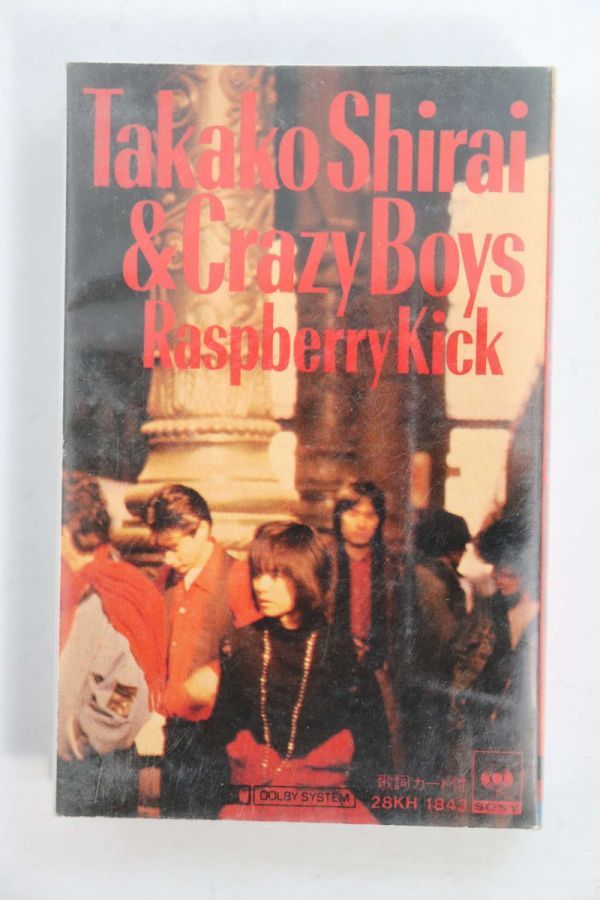 Takako Shirai
& Crazy Boys
Raspberry Kick
歌詞カード付
DOLBY SYSTEM
28KH 1843
SONY